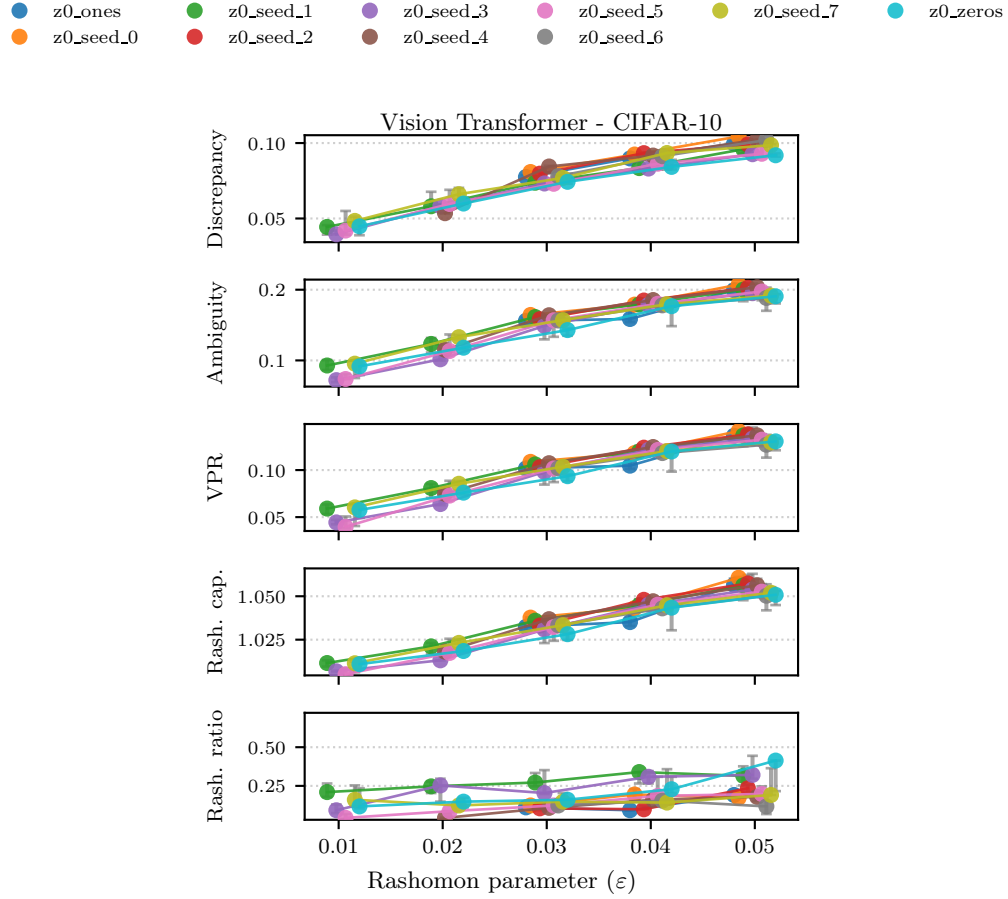 z0_ones z0_seed_1 z0_seed_3 z0_seed_5 z0_seed_7 z0_zeros
z0_seed_0 z0_seed_2 z0_seed_4 z0_seed_6
Vision Transformer - CIFAR-10
Discrepancy
0.10
0.05
Ambiguity
0.2
0.1
VPR
0.10
0.05
Rash. cap.
1.050
1.025
Rash. ratio
0.50
0.25
0.01 0.02 0.03 0.04 0.05
Rashomon parameter (ε)